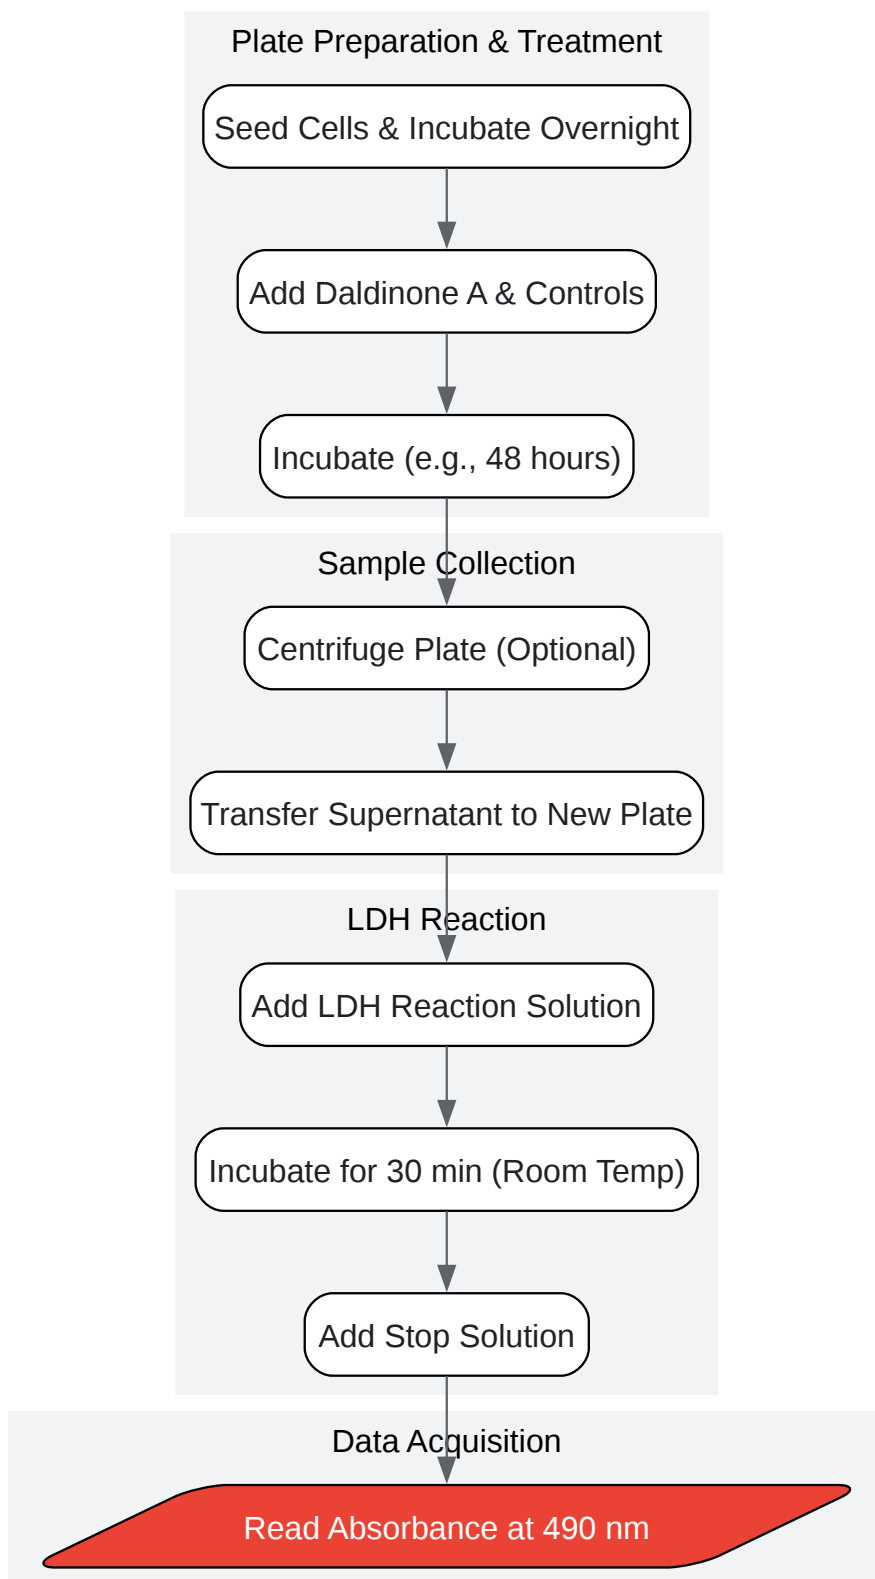 Plate Preparation & Treatment
Seed Cells & Incubate Overnight
Add Daldinone A & Controls
Incubate (e.g., 48 hours)
Sample Collection
Centrifuge Plate (Optional)
Transfer Supernatant to New Plate
LDH Reaction
Add LDH Reaction Solution
Incubate for 30 min (Room Temp)
Add Stop Solution
Data Acquisition
Read Absorbance at 490 nm